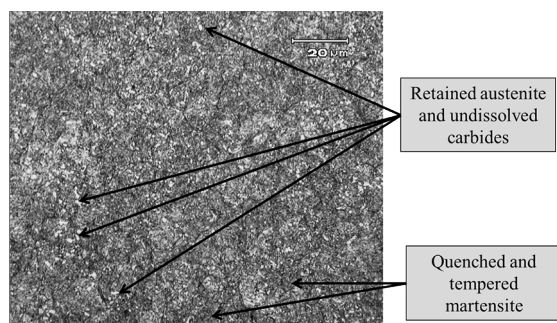 20 μm
Retained austenite
and undissolved
carbides
Quenched and
tempered
martensite